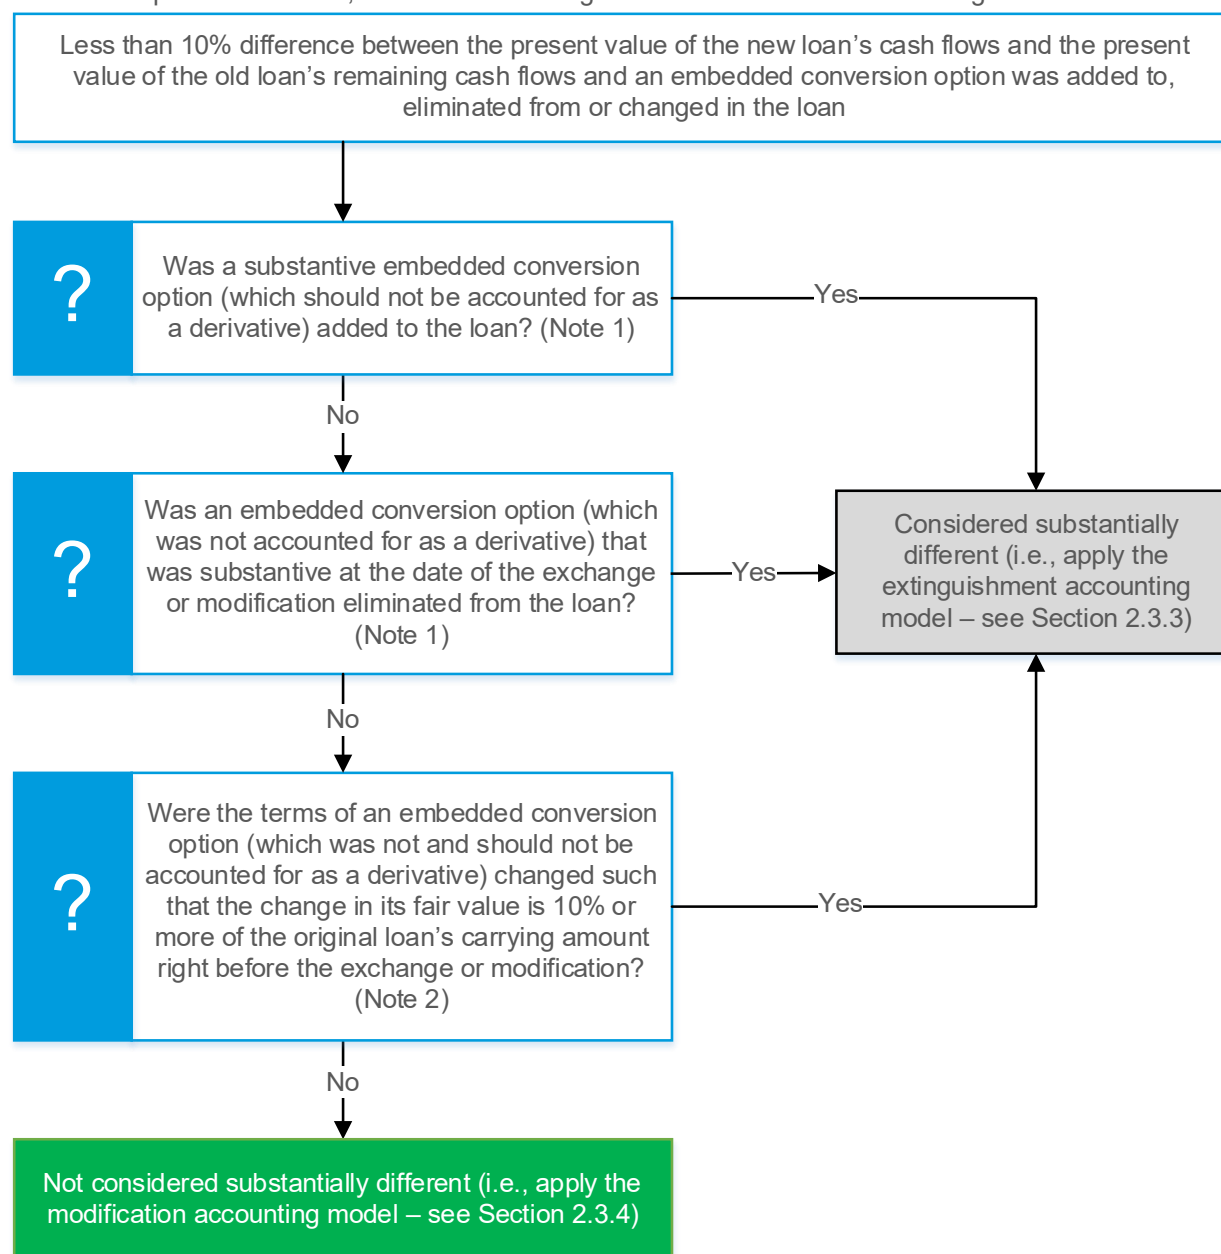 Less than 10% difference between the present value of the new loan's cash flows and the present
value of the old loan's remaining cash flows and an embedded conversion option was added to,
eliminated from or changed in the loan
?
Was a substantive embedded conversion
option (which should not be accounted for as
a derivative) added to the loan? (Note 1)
Yes
No
?
Was an embedded conversion option (which
was not accounted for as a derivative) that
was substantive at the date of the exchange
or modification eliminated from the loan?
(Note 1)
Yes
Considered substantially
different (i.e., apply the
extinguishment accounting
model – see Section 2.3.3)
No
?
Were the terms of an embedded conversion
option (which was not and should not be
accounted for as a derivative) changed such
that the change in its fair value is 10% or
more of the original loan's carrying amount
right before the exchange or modification?
(Note 2)
Yes
No
Not considered substantially different (i.e., apply the
modification accounting model – see Section 2.3.4)